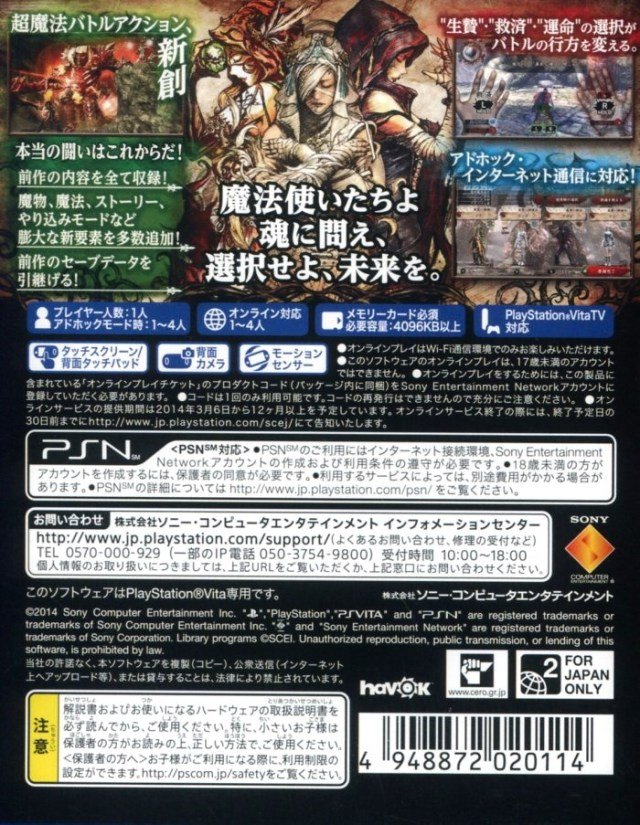 超魔法バトルアクション、
新創
本当の闘いはこれからだ!
前作の内容を全て収録!
魔物、魔法、ストーリー、
やり込みモードなど
膨大な新要素を多数追加!
前作のセーブデータを
引継げる!
"生贄"・"救済"・"運命"の選択が
バトルの行方を変える。
L
R
アドホック・
インターネット通信に対応!
魔法使いたちよ
魂に問え、
選択せよ、未来を。
プレイヤー人数:1人
アドホックモード時:1~4人
オンライン対応
1~4人
メモリーカード必須
必要容量:4096KB以上
PlayStation®VitaTV
対応
タッチスクリーン/
背面タッチパッド
背面
カメラ
モーション
センサー
●オンラインプレイはWi-Fi通信環境でのみお楽しみいただけます。
●このソフトウェアのオンラインプレイは、17歳未満のアカウント
ではできません。●オンラインプレイをするためには、この製品に
含まれている「オンラインプレイチケット」のプロダクトコード(パッケージ内に同梱)をSony Entertainment Networkアカウントに
登録していただく必要があります。●コードは1回のみ利用可能です。コードの再発行はできませんので充分にご注意ください。●オン
ラインサービスの提供期間は2014年3月6日から12ヶ月以上を予定しています。オンラインサービス終了の際には、終了予定日の
30日前までにhttp://www.jp.playstation.com/scej/にて告知いたします。
PSN SM
<PSN℠対応>●PSN℠のご利用にはインターネット接続環境、Sony Entertainment
Networkアカウントの作成および利用条件の遵守が必要です。●18歳未満の方が
アカウントを作成するには、保護者の同意が必要です。●利用するサービスによっては、別途費用がかかる場合が
あります。●PSN℠の詳細については http://www.jp.playstation.com/psn/ をご覧ください。
お問い合わせ 株式会社ソニー・コンピュータエンタテインメント インフォメーションセンター
http://www.jp.playstation.com/support/(よくあるお問い合わせ、修理の受付など)
TEL 0570-000-929 (一部のIP電話 050-3754-9800) 受付時間 10:00~18:00
個人情報のお取り扱いにつきましては、上記URLをご覧いただくか、上記窓口にお問い合わせください。
SONY
COMPUTER
ENTERTAINMENT
このソフトウェアはPlayStation®Vita専用です。
株式会社ソニー・コンピュータエンタテインメント
©2014 Sony Computer Entertainment Inc. "", "PlayStation", "PSVITA" and "PSN" are registered trademarks or
trademarks of Sony Computer Entertainment Inc. "" and "Sony Entertainment Network" are registered trademarks or
trademarks of Sony Corporation. Library programs ©SCEI. Unauthorized reproduction, public transmission, or lending of this
software, is prohibited by law.
当社の許諾なく、本ソフトウェアを複製(コピー)、公衆送信(インターネット
上へアップロード等)、または貸与することは、法律により禁止されています。
havok
www.cero.gr.jp
2
FOR
JAPAN
ONLY
注意
解説書およびお使いになるハードウェアの取扱説明書を
必ず読んでから、ご使用ください。特に、小さいお子様は
保護者の方がお読みの上、正しい方法で、ご使用ください。
<保護者の方へ>お子様がご利用になる際に、利用制限の
設定ができます。http://pscom.jp/safetyをご覧ください。
4 948872 020114